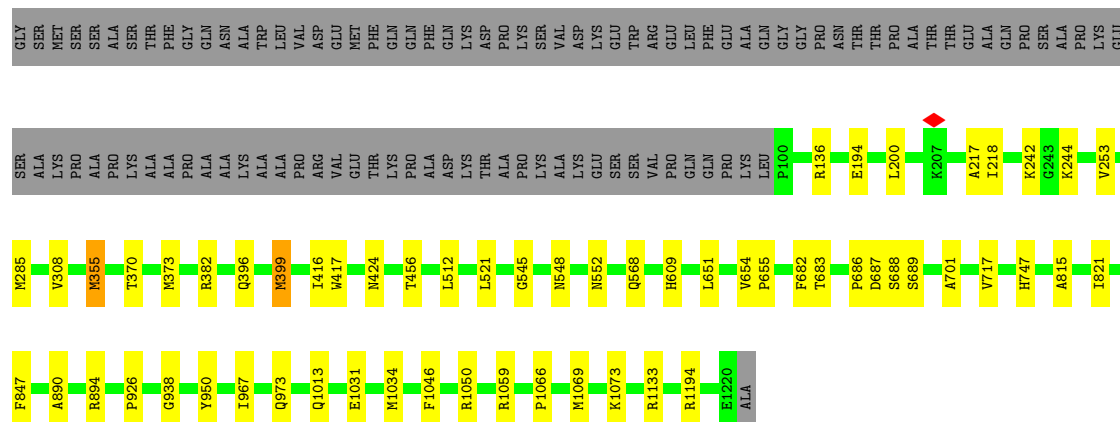 GLY SER MET SER SER ALA SER THR PHE GLY GLN ASN ALA TRP LEU VAL ASP GLU MET PHE GLN GLN PHE GLN LYS ASP PRO LYS SER VAL ASP LYS GLU TRP ARG GLU LEU PHE GLU ALA GLN GLY GLY PRO ASN THR THR PRO ALA THR THR GLU ALA GLN PRO SER ALA PRO LYS GLU
SER ALA LYS PRO ALA PRO LYS ALA ALA PRO ALA ALA LYS ALA ALA PRO ARG VAL GLU THR LYS PRO ALA ASP LYS THR ALA PRO LYS ALA LYS GLU SER SER VAL PRO GLN GLN PRO LYS LEU P100 R136 E194 L200 K207 A217 I218 K242 G243 K244 V253
M285 V308 M355 T370 M373 R382 Q396 M399 I416 W417 N424 T456 L512 L521 G545 N548 N552 Q568 H609 L651 V654 P655 F682 T683 P686 D687 S688 S689 A701 V717 H747 A815 I821
F847 A890 R894 P926 G938 Y950 I967 Q973 Q1013 E1031 M1034 F1046 R1050 R1059 P1066 M1069 K1073 R1133 R1194 E1220 ALA